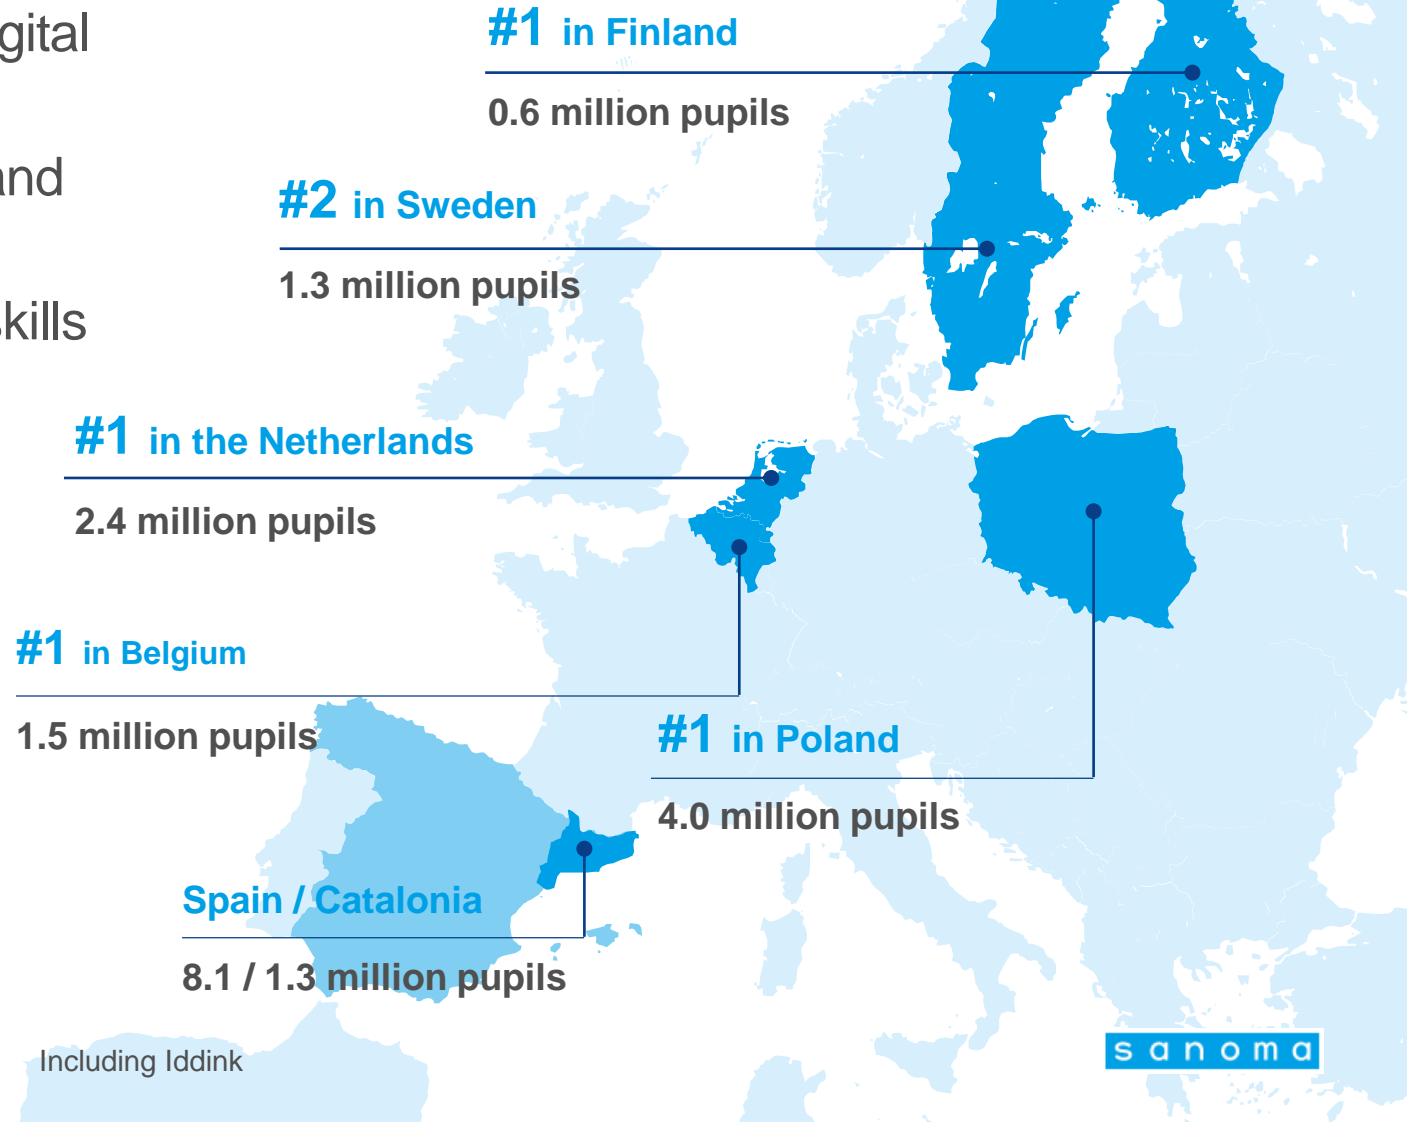 gital
and
skills
#1 in Finland
0.6 million pupils
#2 in Sweden
1.3 million pupils
#1 in the Netherlands
2.4 million pupils
#1 in Belgium
1.5 million pupils
#1 in Poland
4.0 million pupils
Spain / Catalonia
8.1 / 1.3 million pupils
Including Iddink
sanoma